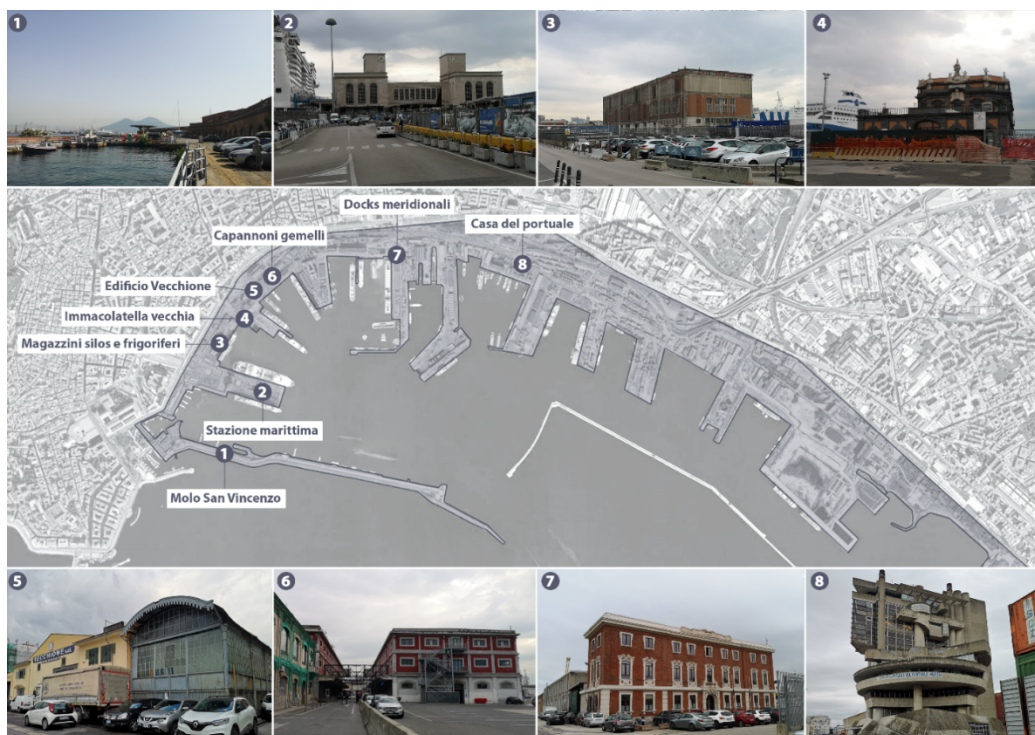 1
2
3
4
Docks meridionali
Capannoni gemelli
Casa del portuale
7
8
6
Edificio Vecchione
5
Immacolatella vecchia
4
Magazzini silos e frigoriferi
3
2
Stazione marittima
1
Molo San Vincenzo
5
6
7
8